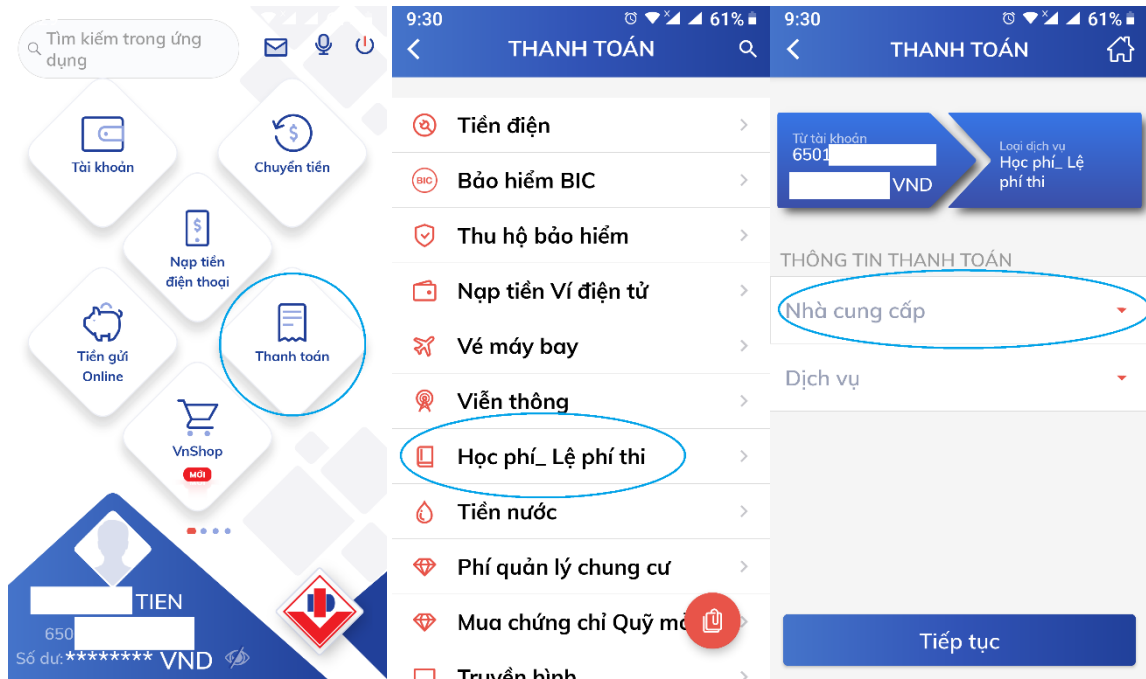 Tìm kiếm trong ứng
dụng
Tài khoản
Chuyển tiền
$
$
Nạp tiền
điện thoại
Tiền gửi
Online
Thanh toán
VnShop
MỚI
TIEN
650
Số dư:******** VND
9:30
61%
THANH TOÁN
Tiền điện
BIC
Bảo hiểm BIC
Thu hộ bảo hiểm
Nạp tiền Ví điện tử
Vé máy bay
Viễn thông
Học phí_ Lệ phí thi
Tiền nước
Phí quản lý chung cư
Mua chứng chỉ Quỹ mở
Truyền hình
9:30
61%
THANH TOÁN
Từ tài khoản
6501
VND
Loại dịch vụ
Học phí_ Lệ
phí thi
THÔNG TIN THANH TOÁN
Nhà cung cấp
Dịch vụ
Tiếp tục